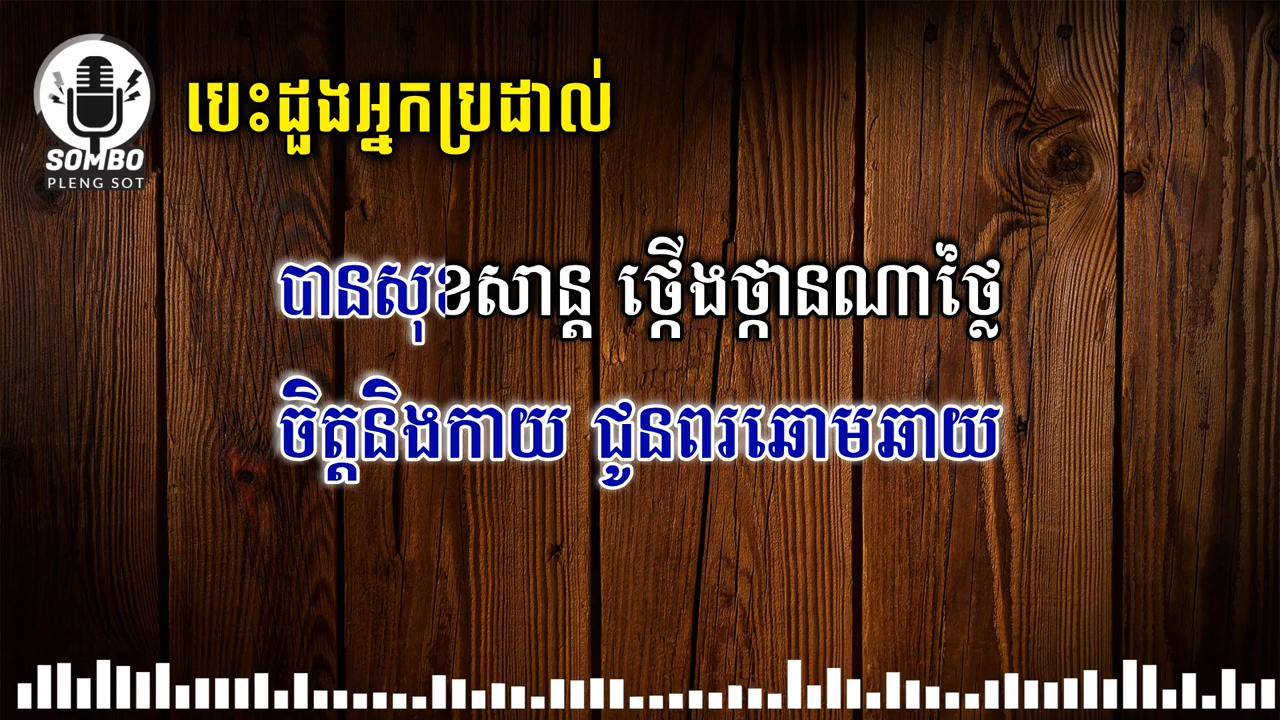 SOMBO
PLENG SOT
បេះដួងអ្នកប្រដាល់
បានសុខសាន្ត ថ្កើងថ្កានណាថ្លៃ
ចិត្តនិងកាយ ជូនពរឆោមឆាយ